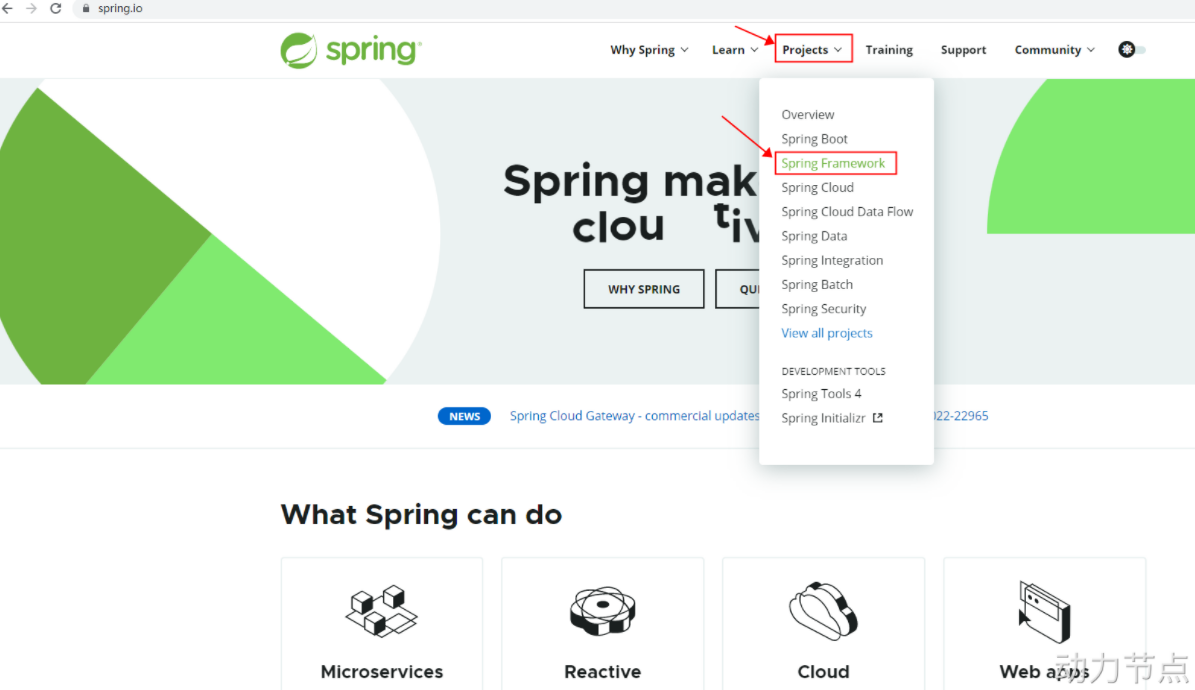 spring.io
spring
Why Spring Learn Projects Training Support Community
Overview
Spring Boot
Spring Framework
Spring Cloud
Spring Cloud Data Flow
Spring Data
Spring Integration
Spring Batch
Spring Security
View all projects
DEVELOPMENT TOOLS
Spring Tools 4
Spring Initializr
Spring mak
clou tiv
WHY SPRING QUI
NEWS Spring Cloud Gateway - commercial updates 022-22965
What Spring can do
Microservices Reactive Cloud Web apps
动力节点